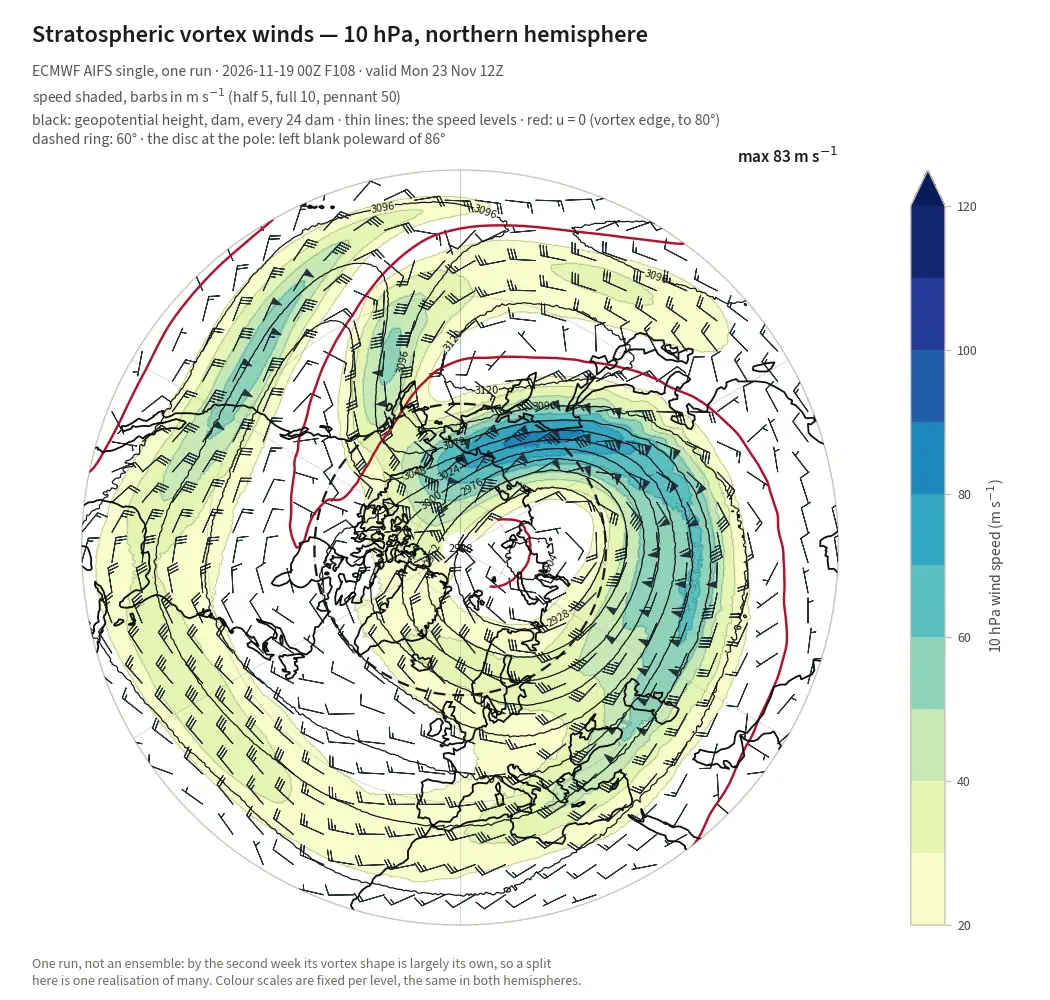 Stratospheric vortex winds — 10 hPa, northern hemisphere
ECMWF AIFS single, one run · 2026-11-19 00Z F108 · valid Mon 23 Nov 12Z
speed shaded, barbs in m s⁻¹ (half 5, full 10, pennant 50)
black: geopotential height, dam, every 24 dam · thin lines: the speed levels · red: u = 0 (vortex edge, to 80°)
dashed ring: 60° · the disc at the pole: left blank poleward of 86°
max 83 m s⁻¹
3096
3096
3096
3120
3096
3120
3024
3000
2976
2928
120
100
80
60
40
20
10 hPa wind speed (m s⁻¹)
One run, not an ensemble: by the second week its vortex shape is largely its own, so a split
here is one realisation of many. Colour scales are fixed per level, the same in both hemispheres.